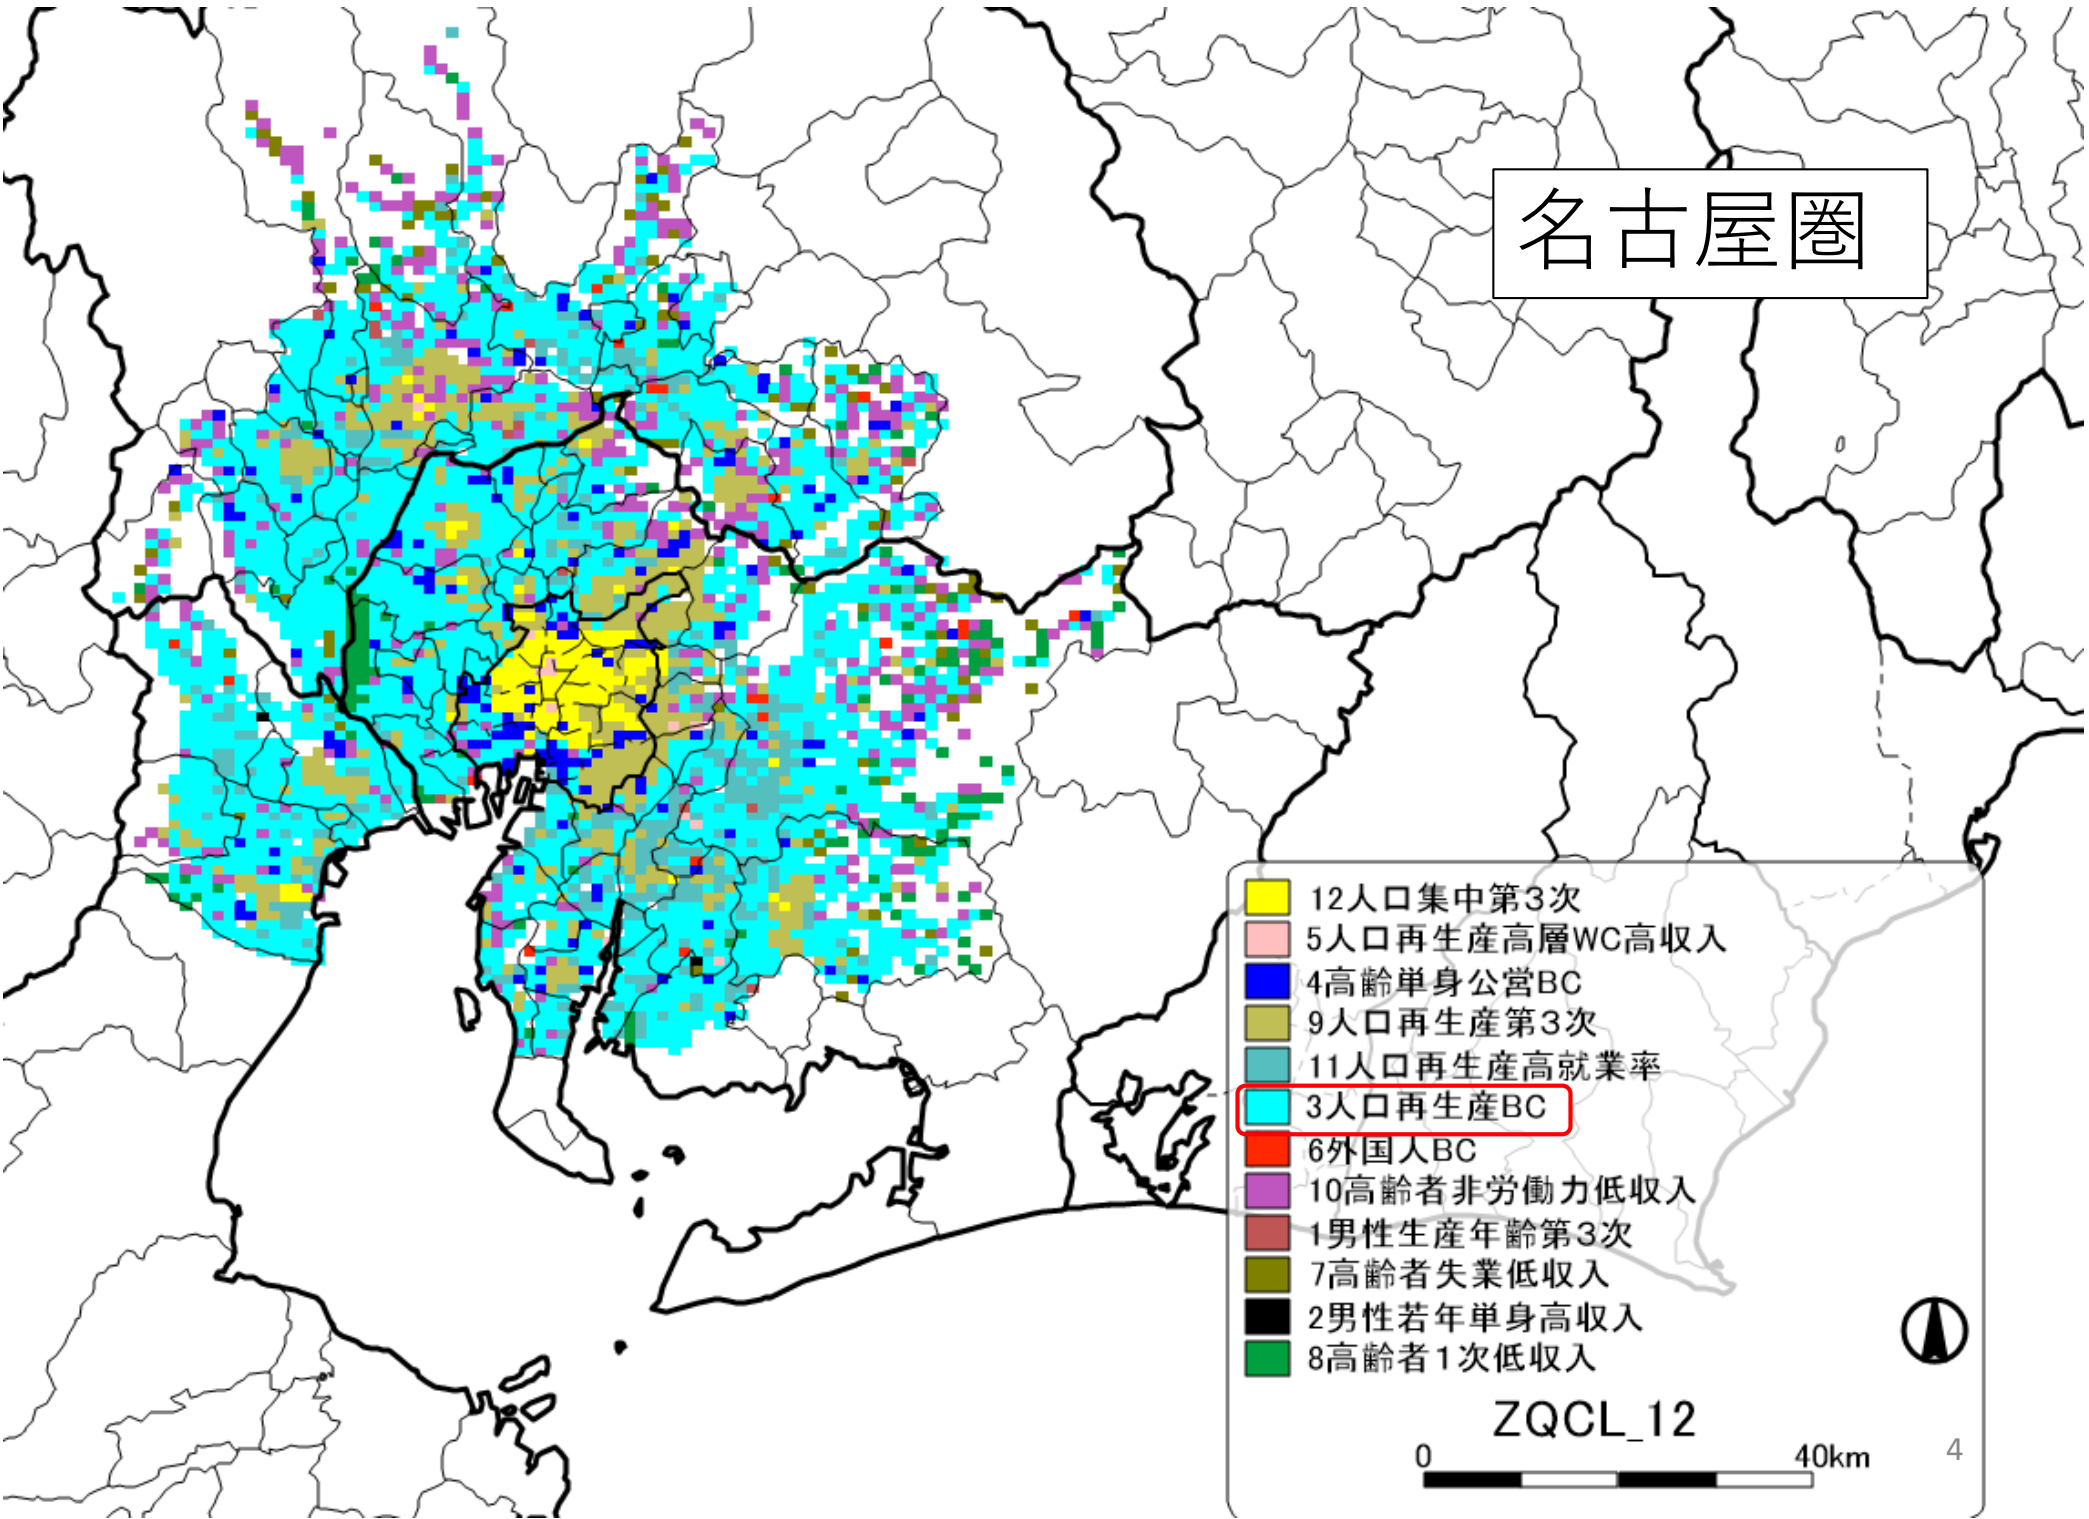 名古屋圏
12人口集中第3次
5人口再生産高層WC高収入
4高齢単身公営BC
9人口再生産第3次
11人口再生産高就業率
3人口再生産BC
6外国人BC
10高齢者非労働力低収入
1男性生産年齢第3次
7高齢者失業低収入
2男性若年単身高収入
8高齢者1次低収入
ZQCL_12
0 40km
4